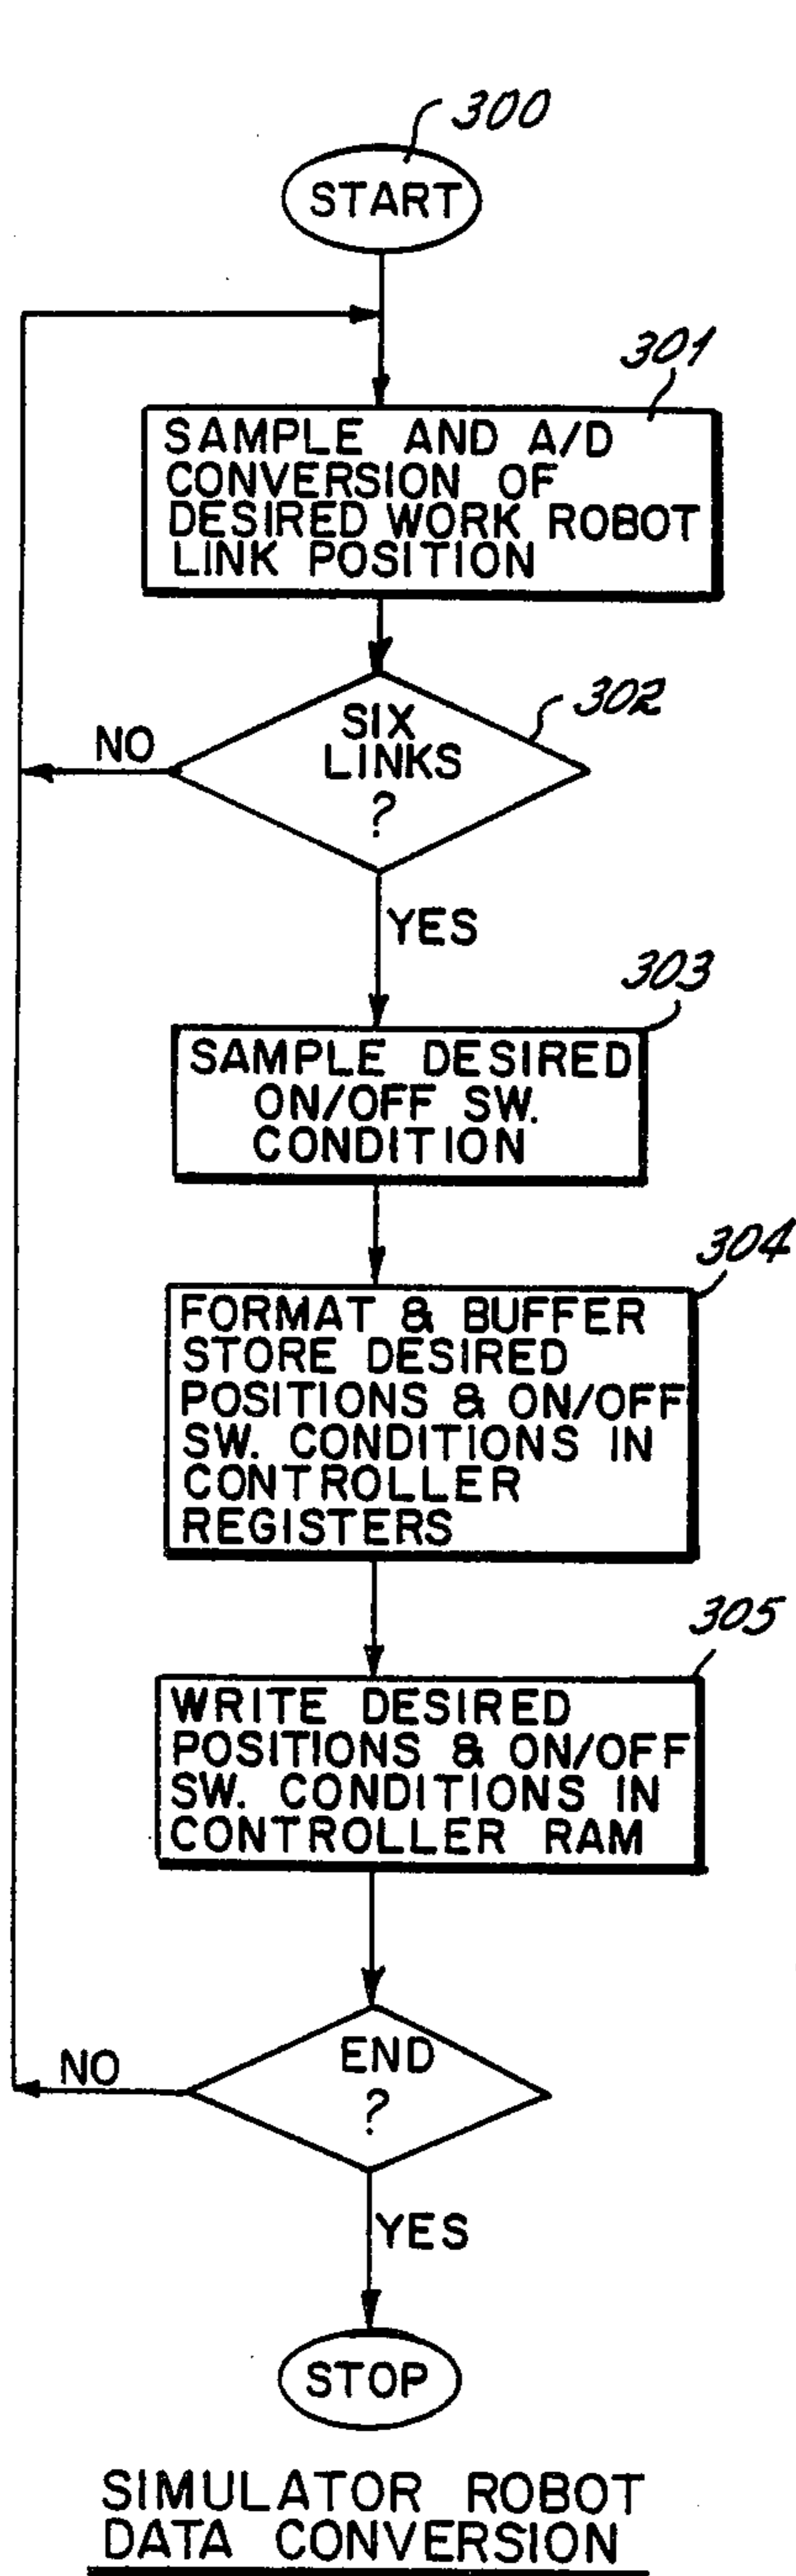 300
START
301
SAMPLE AND A/D
CONVERSION OF
DESIRED WORK ROBOT
LINK POSITION
302
SIX
LINKS
?
NO
YES
303
SAMPLE DESIRED
ON/OFF SW.
CONDITION
304
FORMAT & BUFFER
STORE DESIRED
POSITIONS & ON/OFF
SW. CONDITIONS IN
CONTROLLER
REGISTERS
305
WRITE DESIRED
POSITIONS & ON/OFF
SW. CONDITIONS IN
CONTROLLER RAM
END
?
NO
YES
STOP
SIMULATOR ROBOT
DATA CONVERSION